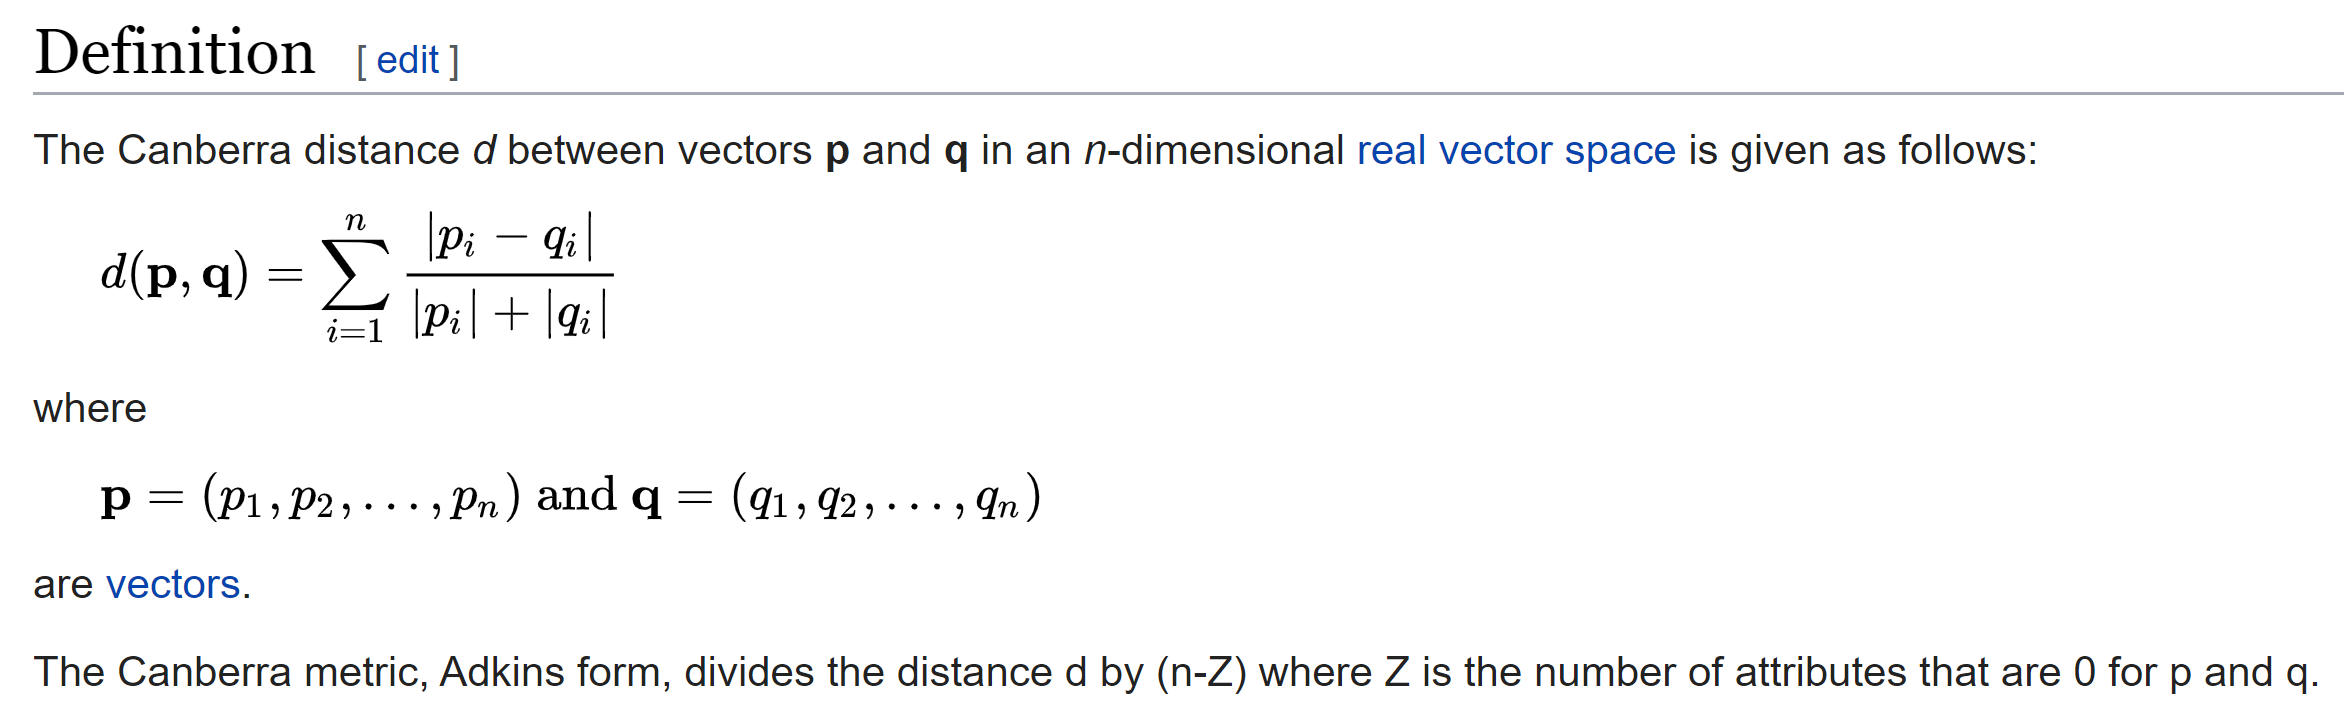 Definition [ edit ]
The Canberra distance d between vectors p and q in an n-dimensional real vector space is given as follows:
d(p, q) = \sum_{i=1}^{n} \frac{|p_i − q_i|}{|p_i| + |q_i|}
where
p = (p_1, p_2, . . . , p_n) and q = (q_1, q_2, . . . , q_n)
are vectors.
The Canberra metric, Adkins form, divides the distance d by (n-Z) where Z is the number of attributes that are 0 for p and q.